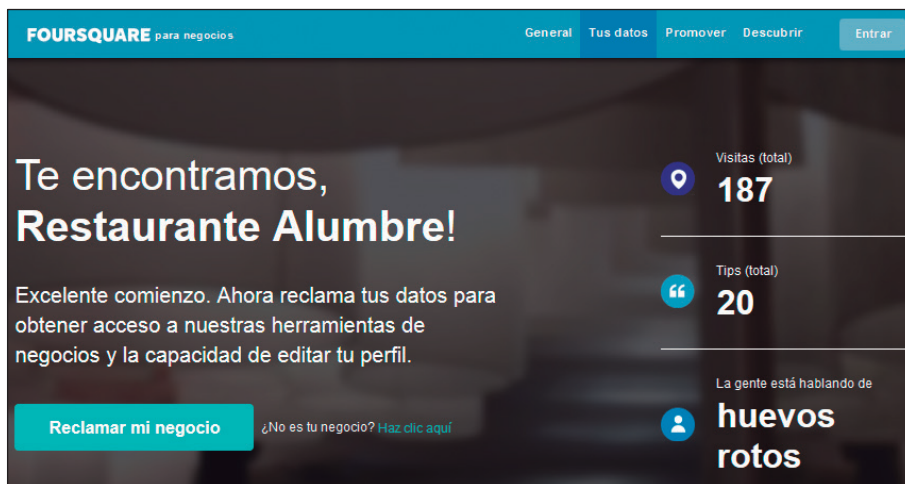 FOURSQUARE para negocios
General Tus datos Promover Descubrir Entrar
Te encontramos,
Restaurante Alumbre!
Excelente comienzo. Ahora reclama tus datos para
obtener acceso a nuestras herramientas de
negocios y la capacidad de editar tu perfil.
Reclamar mi negocio ¿No es tu negocio? Haz clic aquí
Visitas (total)
187
Tips (total)
20
La gente está hablando de
huevos
rotos